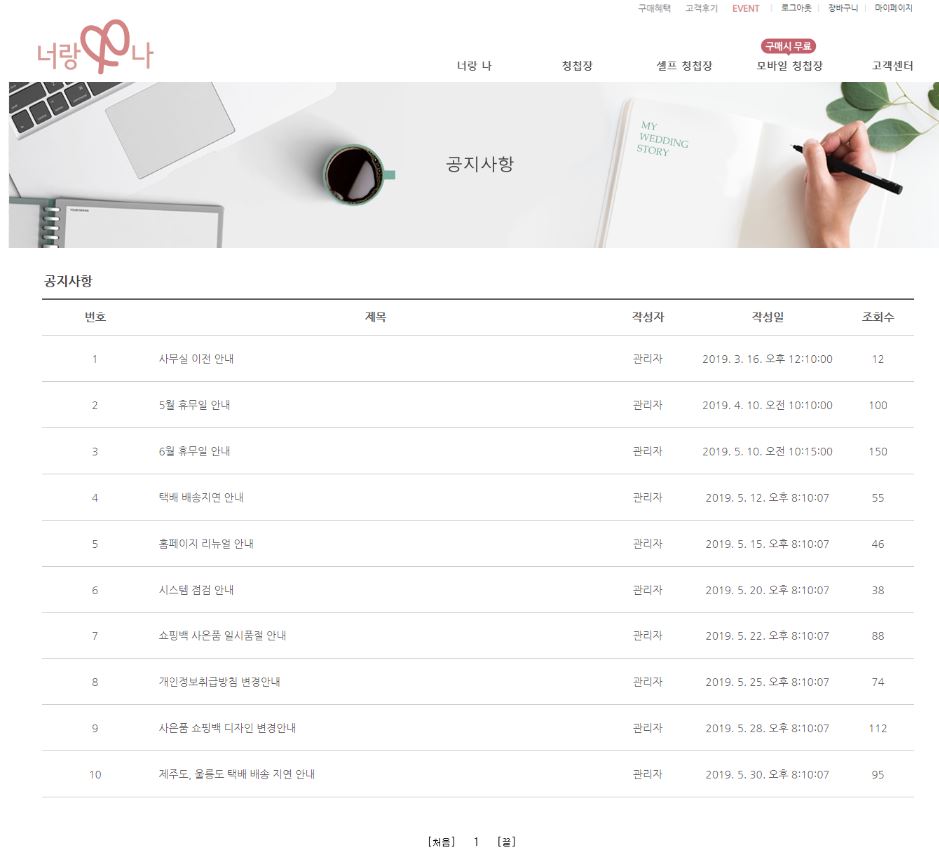 구매혜택 고객후기 EVENT 로그아웃 장바구니 마이페이지
너랑 나
구매시 무료
너랑 나 청첩장 셀프 청첩장 모바일 청첩장 고객센터
MY
WEDDING
STORY
공지사항
공지사항
번호 제목 작성자 작성일 조회수
1 사무실 이전 안내 관리자 2019. 3. 16. 오후 12:10:00 12
2 5월 휴무일 안내 관리자 2019. 4. 10. 오전 10:10:00 100
3 6월 휴무일 안내 관리자 2019. 5. 10. 오전 10:15:00 150
4 택배 배송지연 안내 관리자 2019. 5. 12. 오후 8:10:07 55
5 홈페이지 리뉴얼 안내 관리자 2019. 5. 15. 오후 8:10:07 46
6 시스템 점검 안내 관리자 2019. 5. 20. 오후 8:10:07 38
7 쇼핑백 사은품 일시품절 안내 관리자 2019. 5. 22. 오후 8:10:07 88
8 개인정보취급방침 변경안내 관리자 2019. 5. 25. 오후 8:10:07 74
9 사은품 쇼핑백 디자인 변경안내 관리자 2019. 5. 28. 오후 8:10:07 112
10 제주도, 울릉도 택배 배송 지연 안내 관리자 2019. 5. 30. 오후 8:10:07 95
[처음] 1 [끝]